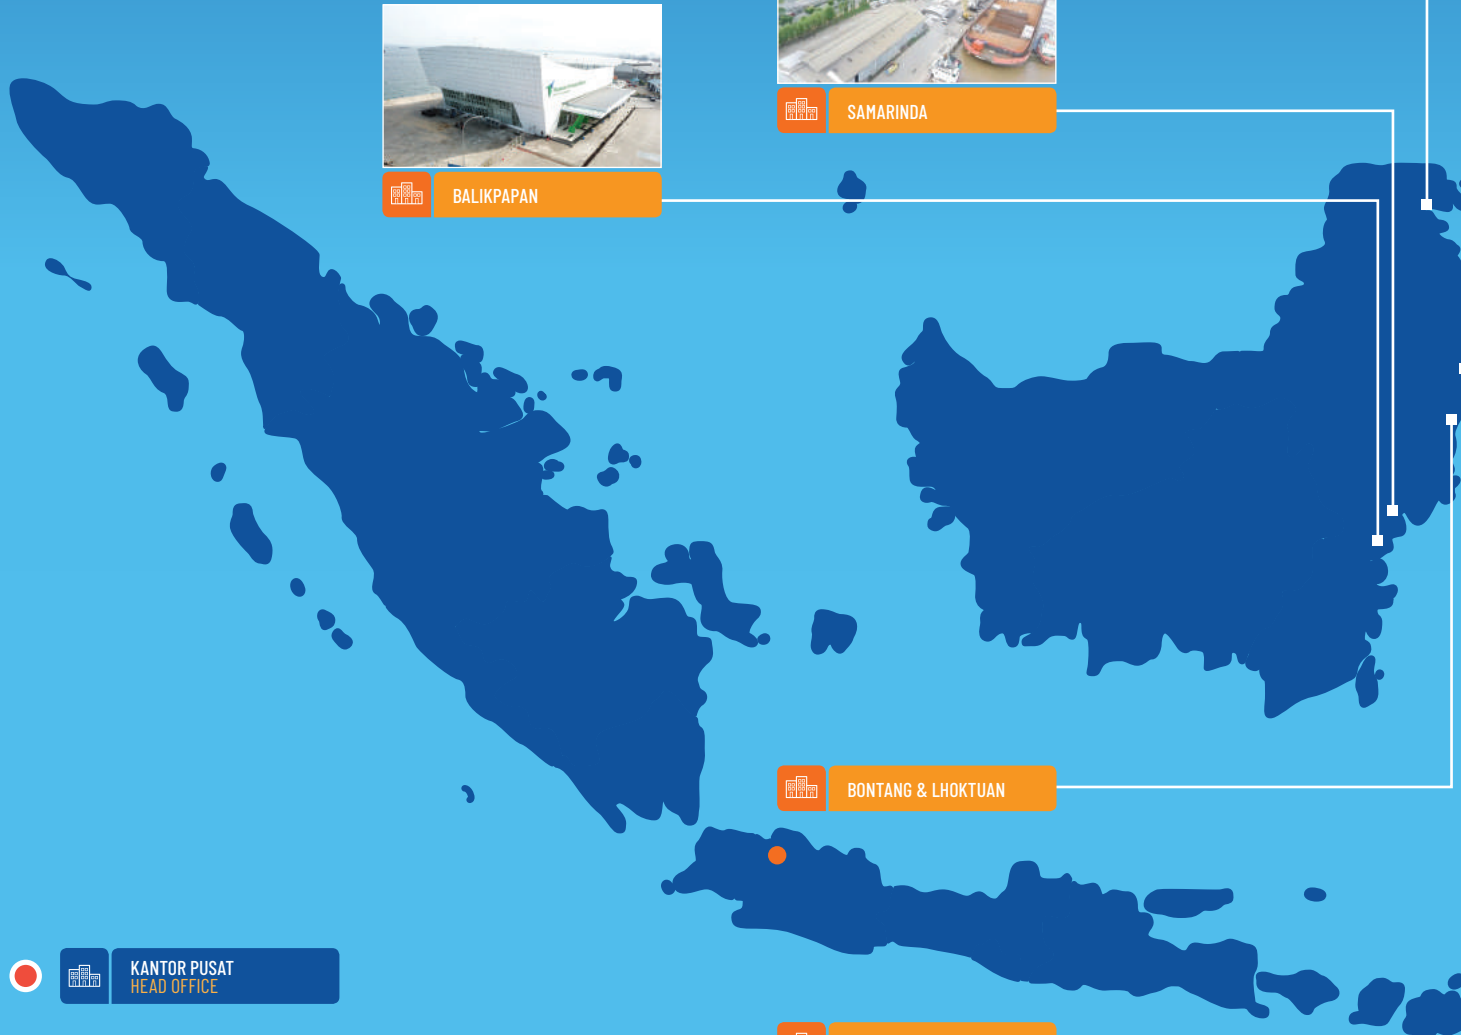 SAMARINDA
BALIKPAPAN
BONTANG & LHOKTUAN
KANTOR PUSAT
HEAD OFFICE